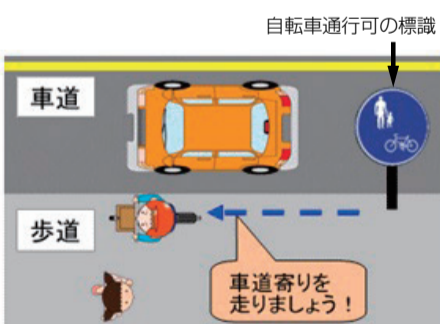 自転車通行可の標識
車道
歩道
車道寄りを
走りましょう！